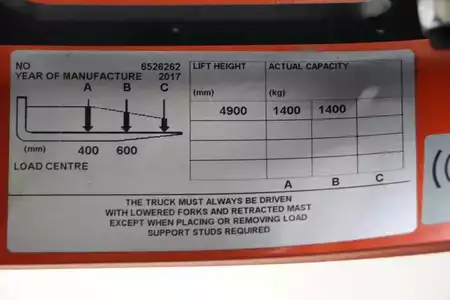 NO 6526262
YEAR OF MANUFACTURE 2017
A B C
(mm) 400 600
LOAD CENTRE
LIFT HEIGHT ACTUAL CAPACITY
(mm) (kg)
4900 1400 1400
A B C
THE TRUCK MUST ALWAYS BE DRIVEN
WITH LOWERED FORKS AND RETRACTED MAST
EXCEPT WHEN PLACING OR REMOVING LOAD
SUPPORT STUDS REQUIRED